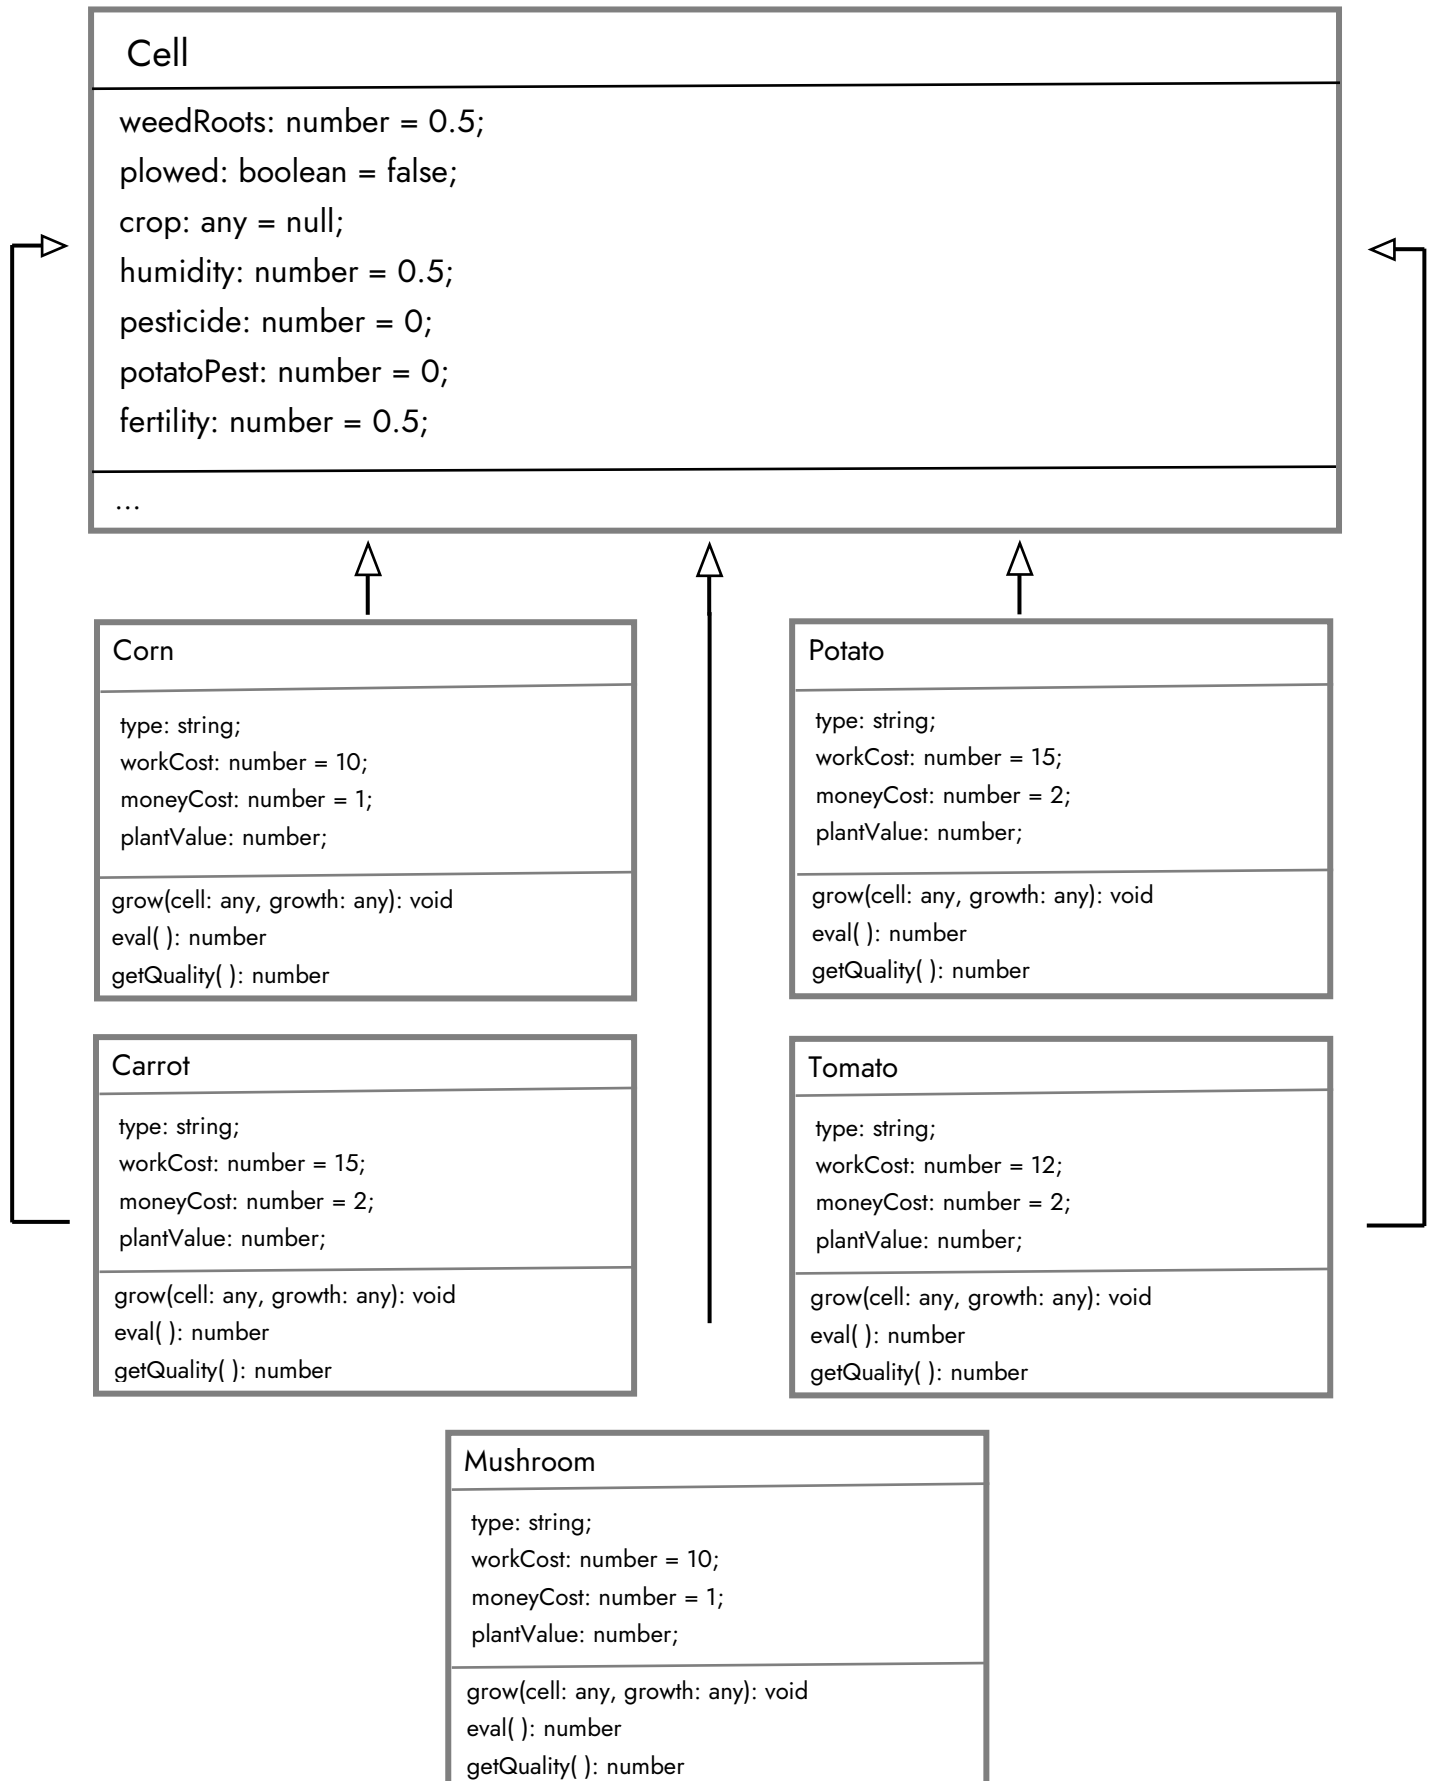 Cell
weedRoots: number = 0.5;
plowed: boolean = false;
crop: any = null;
humidity: number = 0.5;
pesticide: number = 0;
potatoPest: number = 0;
fertility: number = 0.5;
...
Corn
type: string;
workCost: number = 10;
moneyCost: number = 1;
plantValue: number;
grow(cell: any, growth: any): void
eval( ): number
getQuality( ): number
Potato
type: string;
workCost: number = 15;
moneyCost: number = 2;
plantValue: number;
grow(cell: any, growth: any): void
eval( ): number
getQuality( ): number
Carrot
type: string;
workCost: number = 15;
moneyCost: number = 2;
plantValue: number;
grow(cell: any, growth: any): void
eval( ): number
getQuality( ): number
Tomato
type: string;
workCost: number = 12;
moneyCost: number = 2;
plantValue: number;
grow(cell: any, growth: any): void
eval( ): number
getQuality( ): number
Mushroom
type: string;
workCost: number = 10;
moneyCost: number = 1;
plantValue: number;
grow(cell: any, growth: any): void
eval( ): number
getQuality( ): number